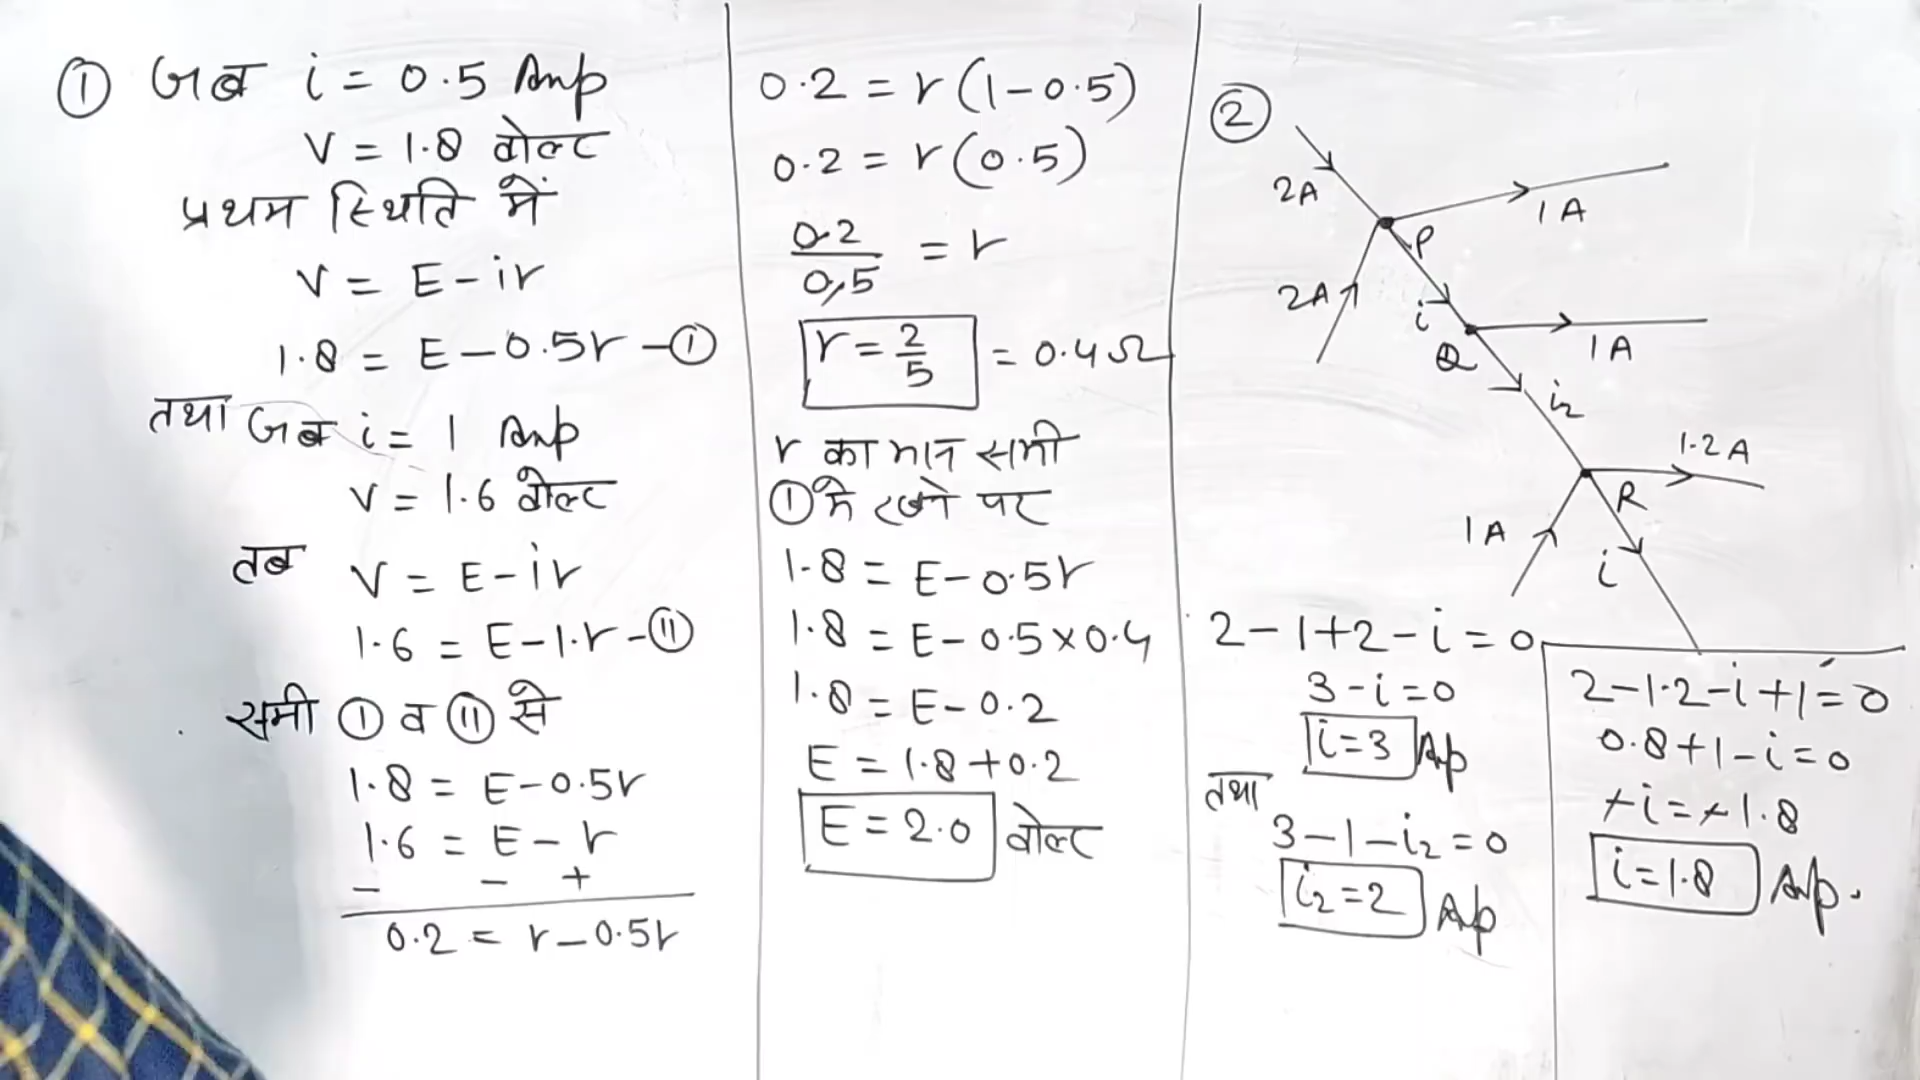 ① जब i = 0.5 Amp
V = 1.8 वोल्ट
प्रथम स्थिति में
V = E - ir
1.8 = E - 0.5r - ①
तथा जब i = 1 Amp
V = 1.6 वोल्ट
तब V = E - ir
1.6 = E - 1.r - ⑪
समी ① व ⑪ से
1.8 = E - 0.5r
1.6 = E - r
- - +
0.2 = r - 0.5r
0.2 = r(1 - 0.5)
0.2 = r(0.5)
0.2/0,5 = r
r = 2/5 = 0.4Ω
r का मान समी
① मे रखने पर
1.8 = E - 0.5r
1.8 = E - 0.5 × 0.4
1.8 = E - 0.2
E = 1.8 + 0.2
E = 2.0 वोल्ट
②
2A
1A
P
2A
i
Q
1A
i₂
1.2A
R
1A
i
2 - 1 + 2 - i = 0
3 - i = 0
i = 3 Ap
तथा
3 - 1 - i₂ = 0
i₂ = 2 Ap
2 - 1.2 - i + 1 = 0
0.8 + 1 - i = 0
-i = -1.8
i = 1.8 Amp.